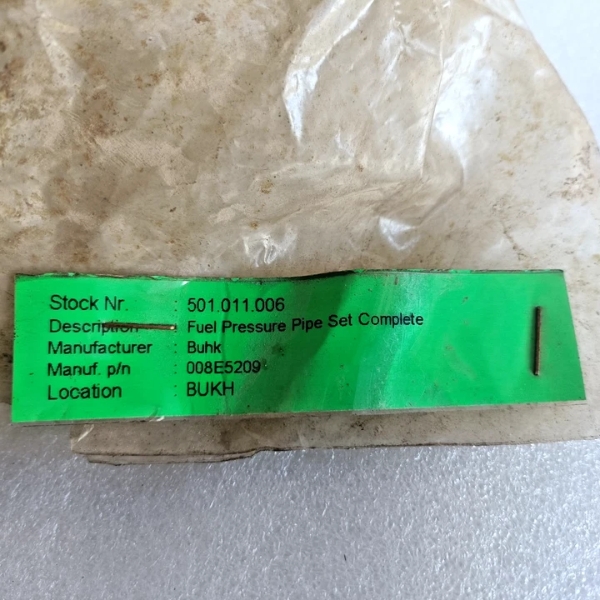 Stock Nr. : 501.011.006
Description : Fuel Pressure Pipe Set Complete
Manufacturer : Buhk
Manuf. p/n : 008E5209
Location : BUKH